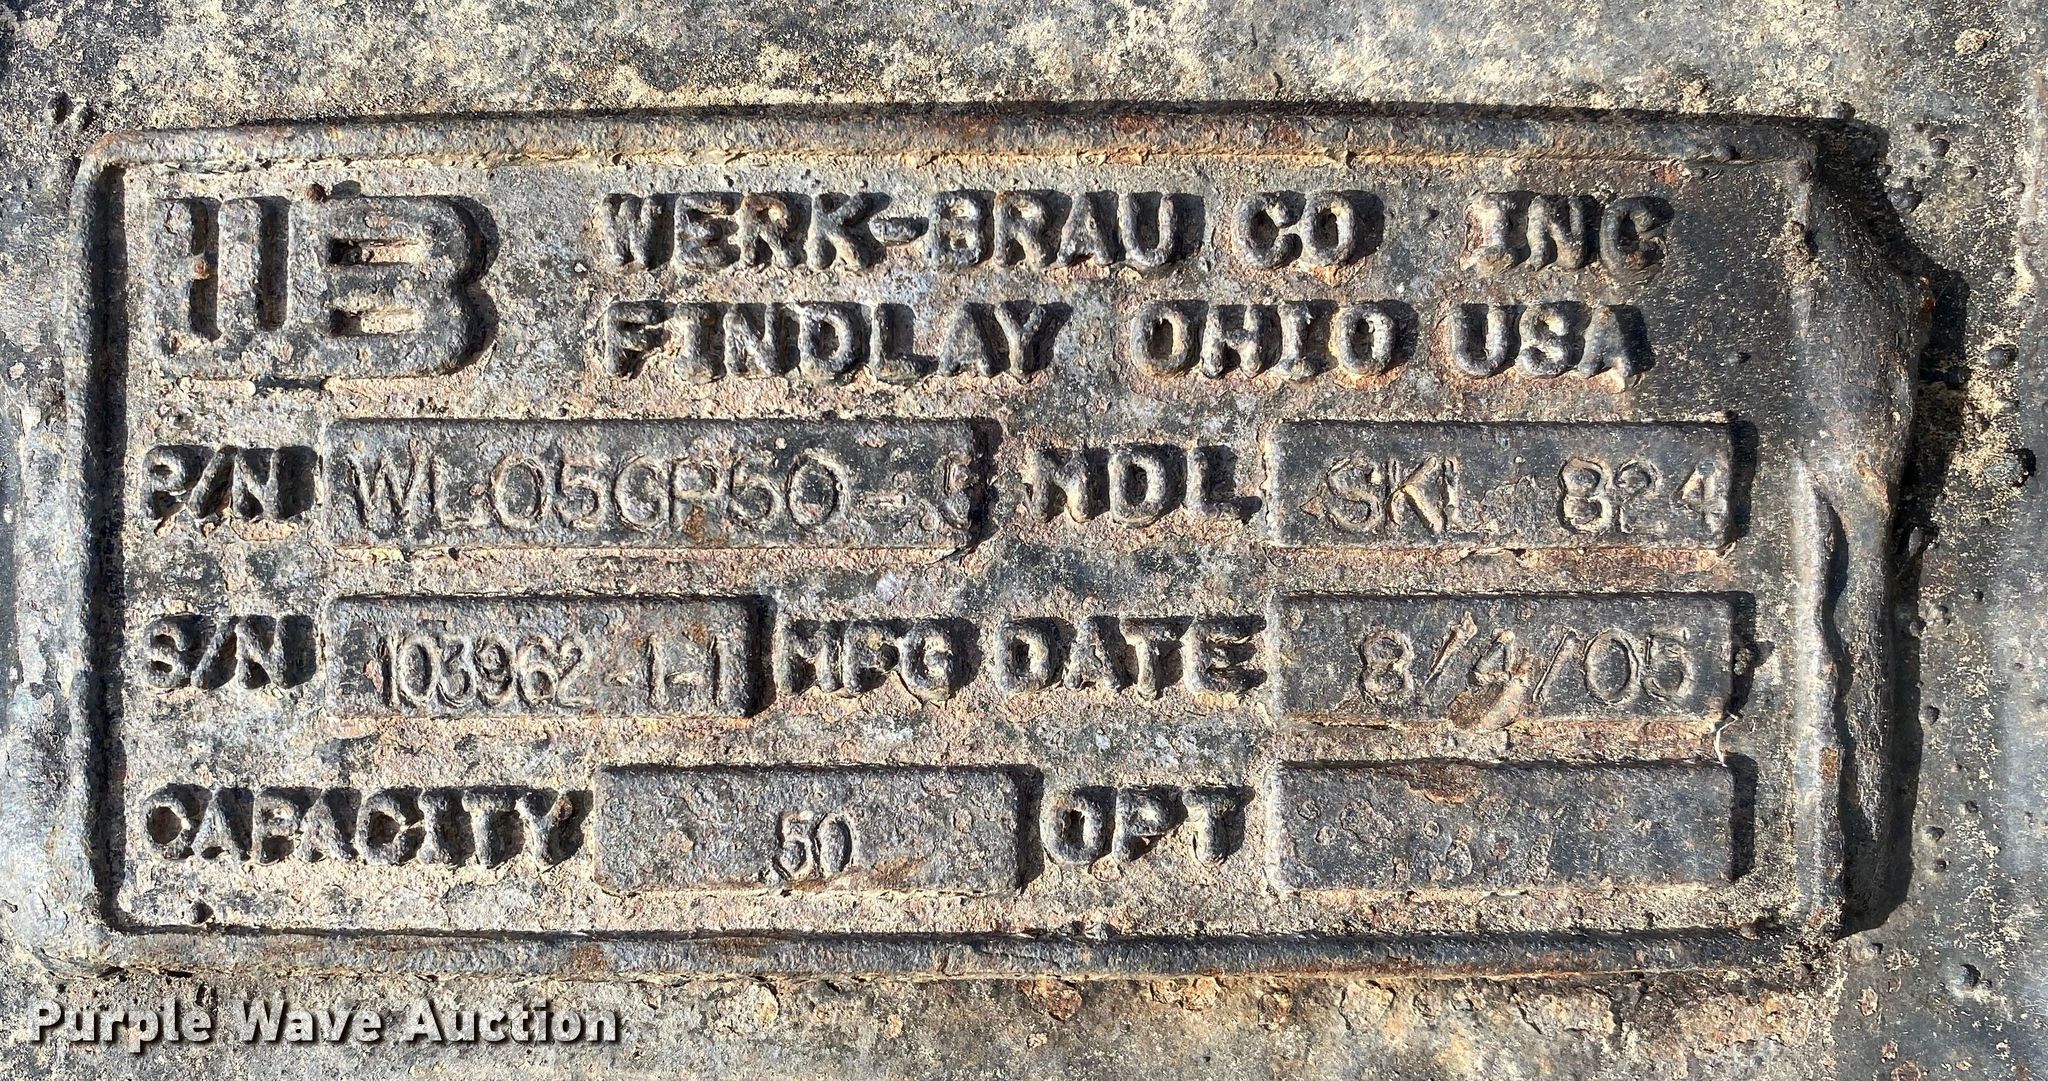 WB WERK-BRAU CO INC
FINDLAY OHIO USA
P/N WL05GP50-.5 MDL SKL 824
S/N 103962-1-1 MFG DATE 8/4/05
CAPACITY .50 OPT
Purple Wave Auction